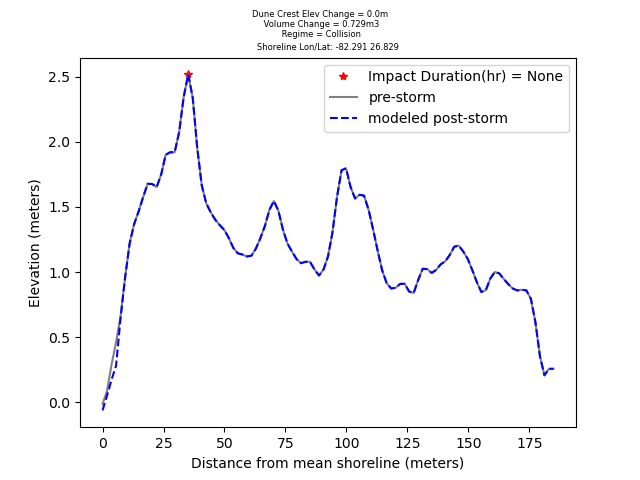 Dune Crest Elev Change = 0.0m
Volume Change = 0.729m3
Regime = Collision
Shoreline Lon/Lat: -82.291 26.829
Impact Duration(hr) = None
pre-storm
modeled post-storm
Elevation (meters)
2.5
2.0
1.5
1.0
0.5
0.0
0 25 50 75 100 125 150 175
Distance from mean shoreline (meters)